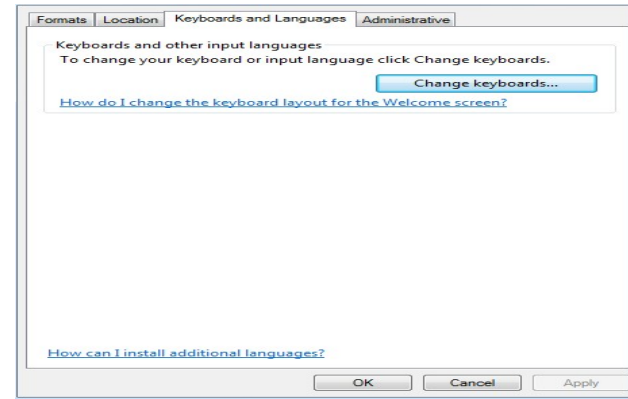 Formats Location Keyboards and Languages Administrative
Keyboards and other input languages
To change your keyboard or input language click Change keyboards.
Change keyboards...
How do I change the keyboard layout for the Welcome screen?
How can I install additional languages?
OK Cancel Apply